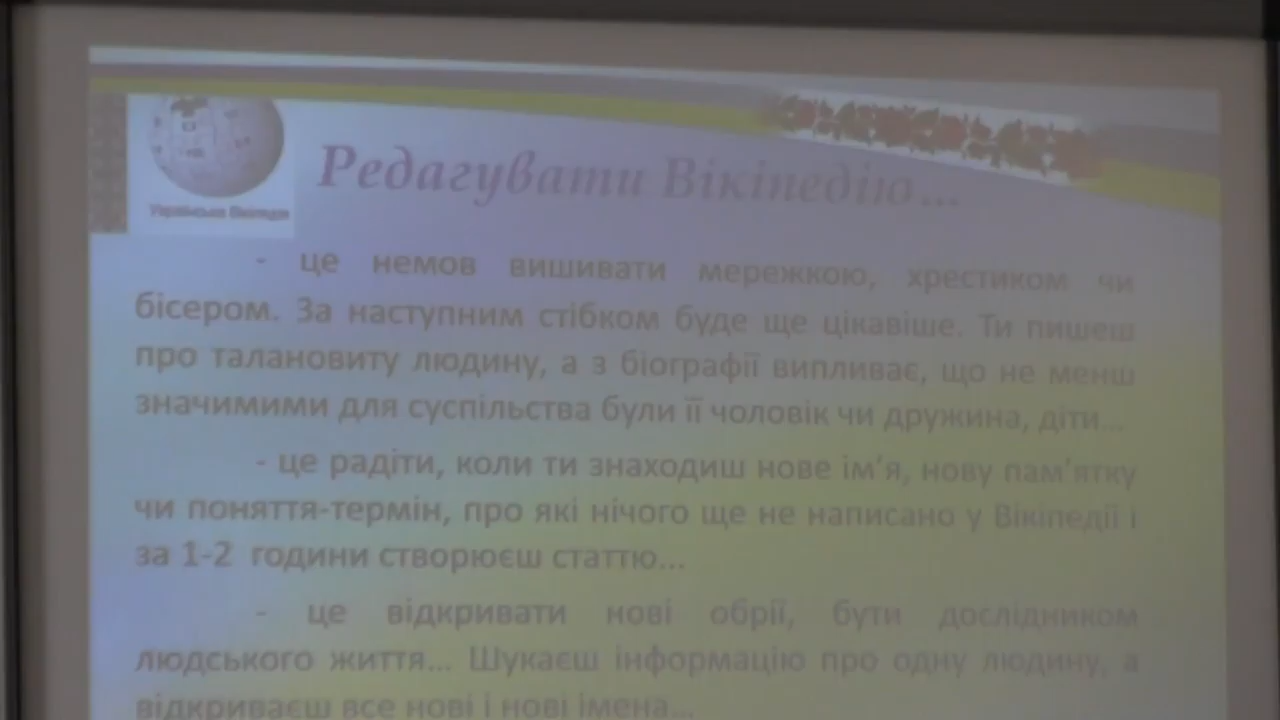 Українська Вікіпедія
Редагувати Вікіпедію...
- це немов вишивати мережкою, хрестиком чи
бісером. За наступним стібком буде ще цікавіше. Ти пишеш
про талановиту людину, а з біографії випливає, що не менш
значимими для суспільства були її чоловік чи дружина, діти...
- це радіти, коли ти знаходиш нове ім’я, нову пам’ятку
чи поняття-термін, про які нічого ще не написано у Вікіпедії і
за 1-2 години створюєш статтю...
- це відкривати нові обрії, бути дослідником
людського життя... Шукаєш інформацію про одну людину, а
відкриваєш все нові і нові імена...